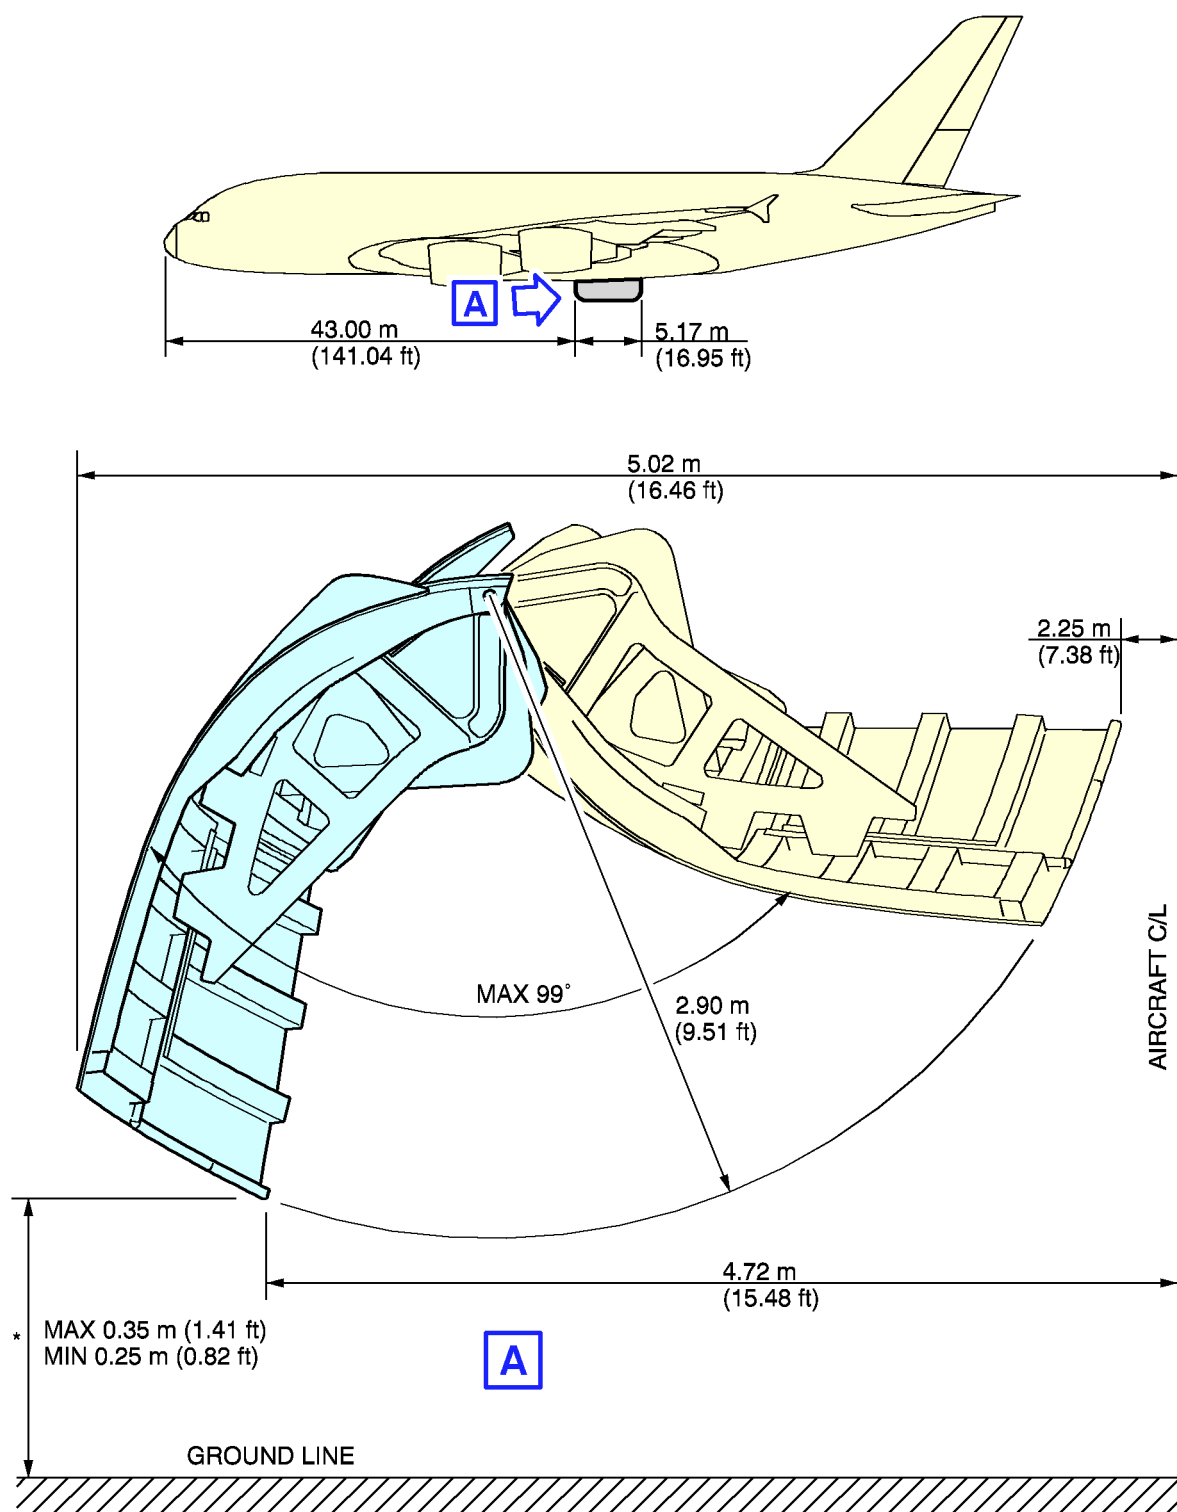 A
43.00 m
(141.04 ft)
5.17 m
(16.95 ft)
5.02 m
(16.46 ft)
2.25 m
(7.38 ft)
AIRCRAFT C/L
MAX 99°
2.90 m
(9.51 ft)
4.72 m
(15.48 ft)
*
MAX 0.35 m (1.41 ft)
MIN 0.25 m (0.82 ft)
A
GROUND LINE